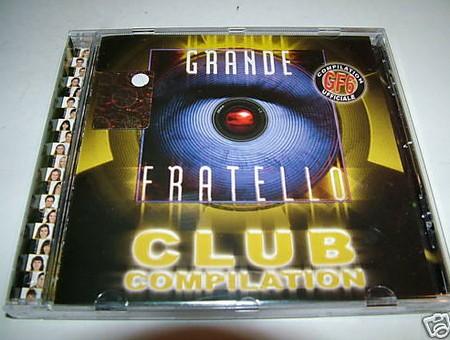 GRANDE
COMPILATION
GF6
UFFICIALE
FRATELLO
CLUB
COMPILATION